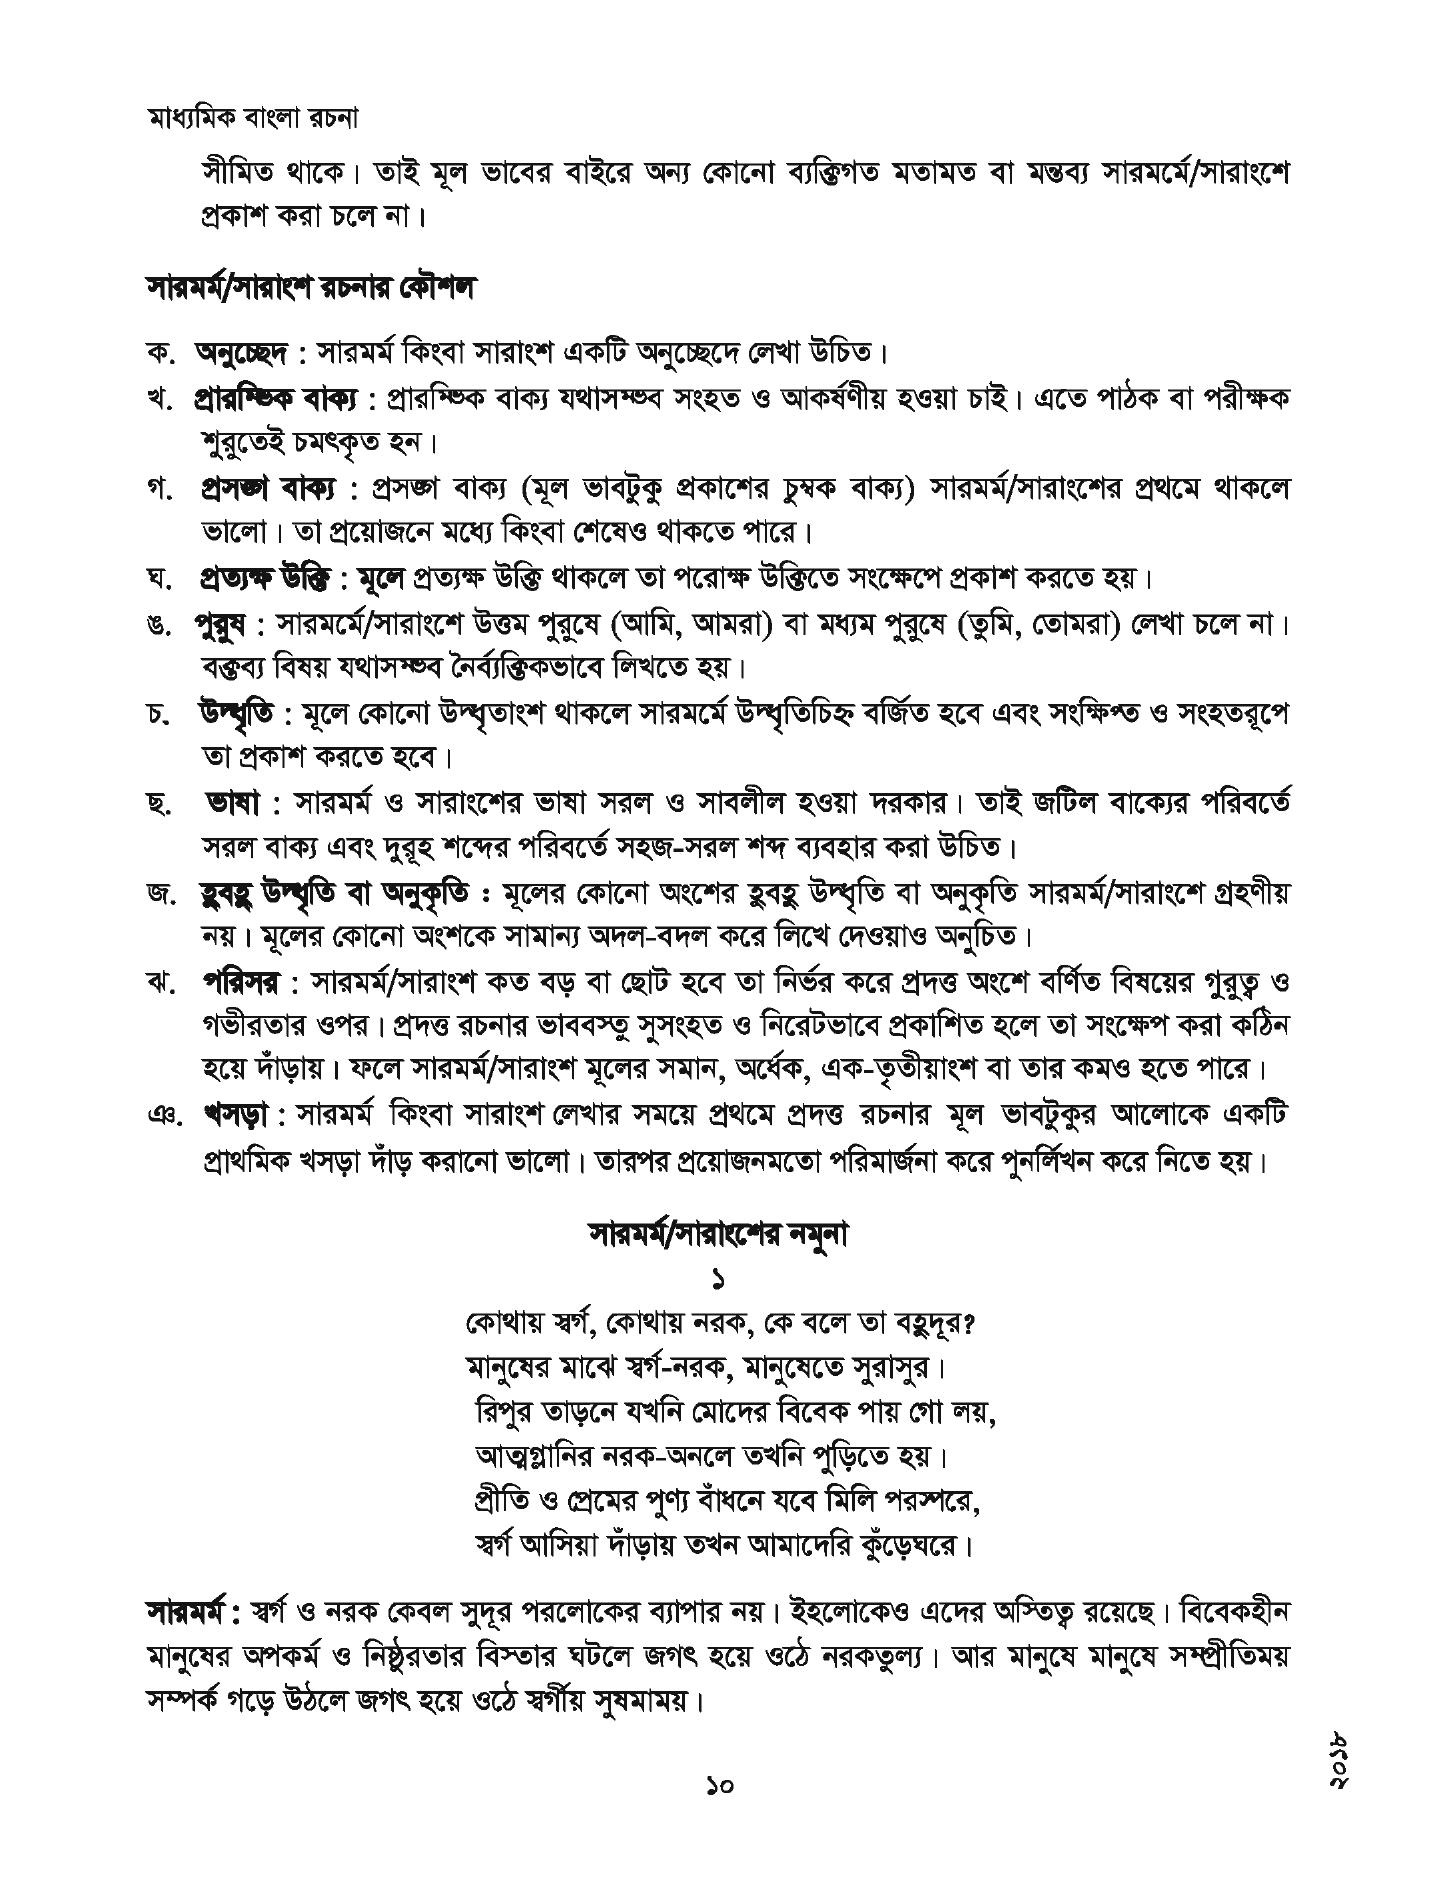 মাধ্যমিক বাংলা রচনা
সীমিত থাকে। তাই মূল ভাবের বাইরে অন্য কোনো ব্যক্তিগত মতামত বা মন্তব্য সারমর্মে/সারাংশে
প্রকাশ করা চলে না।
সারমর্ম/সারাংশ রচনার কৌশল
ক. অনুচ্ছেদ : সারমর্ম কিংবা সারাংশ একটি অনুচ্ছেদে লেখা উচিত।
খ. প্রারম্ভিক বাক্য : প্রারম্ভিক বাক্য যথাসম্ভব সংহত ও আকর্ষণীয় হওয়া চাই। এতে পাঠক বা পরীক্ষক
শুরুতেই চমৎকৃত হন।
গ. প্রসঙ্গ বাক্য : প্রসঙ্গ বাক্য (মূল ভাবটুকু প্রকাশের চুম্বক বাক্য) সারমর্ম/সারাংশের প্রথমে থাকলে
ভালো। তা প্রয়োজনে মধ্যে কিংবা শেষেও থাকতে পারে।
ঘ. প্রত্যক্ষ উক্তি : মূলে প্রত্যক্ষ উক্তি থাকলে তা পরোক্ষ উক্তিতে সংক্ষেপে প্রকাশ করতে হয়।
ঙ. পুরুষ : সারমর্মে/সারাংশে উত্তম পুরুষে (আমি, আমরা) বা মধ্যম পুরুষে (তুমি, তোমরা) লেখা চলে না।
বক্তব্য বিষয় যথাসম্ভব নৈর্ব্যক্তিকভাবে লিখতে হয়।
চ. উদ্ধৃতি : মূলে কোনো উদ্ধৃতাংশ থাকলে সারমর্মে উদ্ধৃতিচিহ্ন বর্জিত হবে এবং সংক্ষিপ্ত ও সংহতরূপে
তা প্রকাশ করতে হবে।
ছ. ভাষা : সারমর্ম ও সারাংশের ভাষা সরল ও সাবলীল হওয়া দরকার। তাই জটিল বাক্যের পরিবর্তে
সরল বাক্য এবং দুরূহ শব্দের পরিবর্তে সহজ-সরল শব্দ ব্যবহার করা উচিত।
জ. হুবহু উদ্ধৃতি বা অনুকৃতি : মূলের কোনো অংশের হুবহু উদ্ধৃতি বা অনুকৃতি সারমর্ম/সারাংশে গ্রহণীয়
নয়। মূলের কোনো অংশকে সামান্য অদল-বদল করে লিখে দেওয়াও অনুচিত।
ঝ. পরিসর : সারমর্ম/সারাংশ কত বড় বা ছোট হবে তা নির্ভর করে প্রদত্ত অংশে বর্ণিত বিষয়ের গুরুত্ব ও
গভীরতার ওপর। প্রদত্ত রচনার ভাববস্তু সুসংহত ও নিরেটভাবে প্রকাশিত হলে তা সংক্ষেপ করা কঠিন
হয়ে দাঁড়ায়। ফলে সারমর্ম/সারাংশ মূলের সমান, অর্ধেক, এক-তৃতীয়াংশ বা তার কমও হতে পারে।
ঞ. খসড়া : সারমর্ম কিংবা সারাংশ লেখার সময়ে প্রথমে প্রদত্ত রচনার মূল ভাবটুকুর আলোকে একটি
প্রাথমিক খসড়া দাঁড় করানো ভালো। তারপর প্রয়োজনমতো পরিমার্জনা করে পুনর্লিখন করে নিতে হয়।
সারমর্ম/সারাংশের নমুনা
১
কোথায় স্বর্গ, কোথায় নরক, কে বলে তা বহুদূর?
মানুষের মাঝে স্বর্গ-নরক, মানুষেতে সুরাসুর।
রিপুর তাড়নে যখনি মোদের বিবেক পায় গো লয়,
আত্মগ্লানির নরক-অনলে তখনি পুড়িতে হয়।
প্রীতি ও প্রেমের পুণ্য বাঁধনে যবে মিলি পরস্পরে,
স্বর্গ আসিয়া দাঁড়ায় তখন আমাদেরি কুঁড়েঘরে।
সারমর্ম : স্বর্গ ও নরক কেবল সুদূর পরলোকের ব্যাপার নয়। ইহলোকেও এদের অস্তিত্ব রয়েছে। বিবেকহীন
মানুষের অপকর্ম ও নিষ্ঠুরতার বিস্তার ঘটলে জগৎ হয়ে ওঠে নরকতুল্য। আর মানুষে মানুষে সম্প্রীতিময়
সম্পর্ক গড়ে উঠলে জগৎ হয়ে ওঠে স্বর্গীয় সুষমাময়।
১০
২০১৮